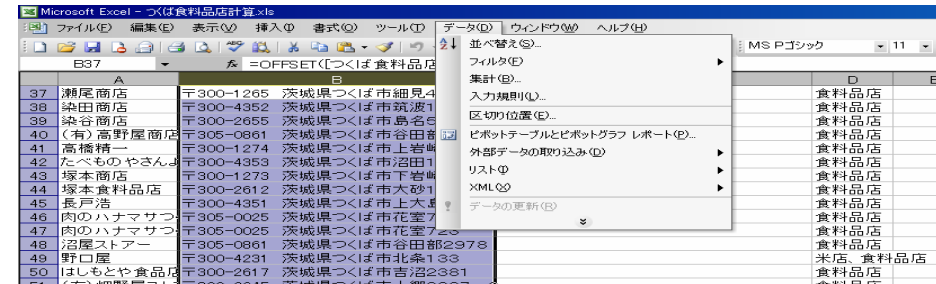 Microsoft Excel - つくば食料品店計算.xls
ファイル(F) 編集(E) 表示(V) 挿入(I) 書式(O) ツール(T) データ(D) ウィンドウ(W) ヘルプ(H)
MS Pゴシック 11
B37 fx =OFFSET([つくば食料品店
並べ替え(S)...
フィルタ(F)
集計(B)...
入力規則(L)...
区切り位置(E)...
ピボットテーブルとピボットグラフ レポート(P)...
外部データの取り込み(D)
リスト(I)
XML(X)
データの更新(R)
A B D
37 瀬尾商店 〒300-1265 茨城県つくば市細見4 食料品店
38 染田商店 〒300-4352 茨城県つくば市筑波1 食料品店
39 染谷商店 〒300-2655 茨城県つくば市島名5 食料品店
40 (有)高野屋商店 〒305-0861 茨城県つくば市谷田部 食料品店
41 高橋精一 〒300-1274 茨城県つくば市上岩崎 食料品店
42 たべものやさんよ 〒300-4353 茨城県つくば市沼田1 食料品店
43 塚本商店 〒300-1273 茨城県つくば市下岩崎 食料品店
44 塚本食料品店 〒300-2612 茨城県つくば市大砂1 食料品店
45 長戸浩 〒300-4351 茨城県つくば市上大島 食料品店
46 肉のハナマサつ 〒305-0025 茨城県つくば市花室7 食料品店
47 肉のハナマサつ 〒305-0025 茨城県つくば市花室725 食料品店
48 沼屋ストアー 〒305-0861 茨城県つくば市谷田部2978 食料品店
49 野口屋 〒300-4231 茨城県つくば市北条133 米店、食料品店
50 はしもとや食品店 〒300-2617 茨城県つくば市吉沼2381 食料品店